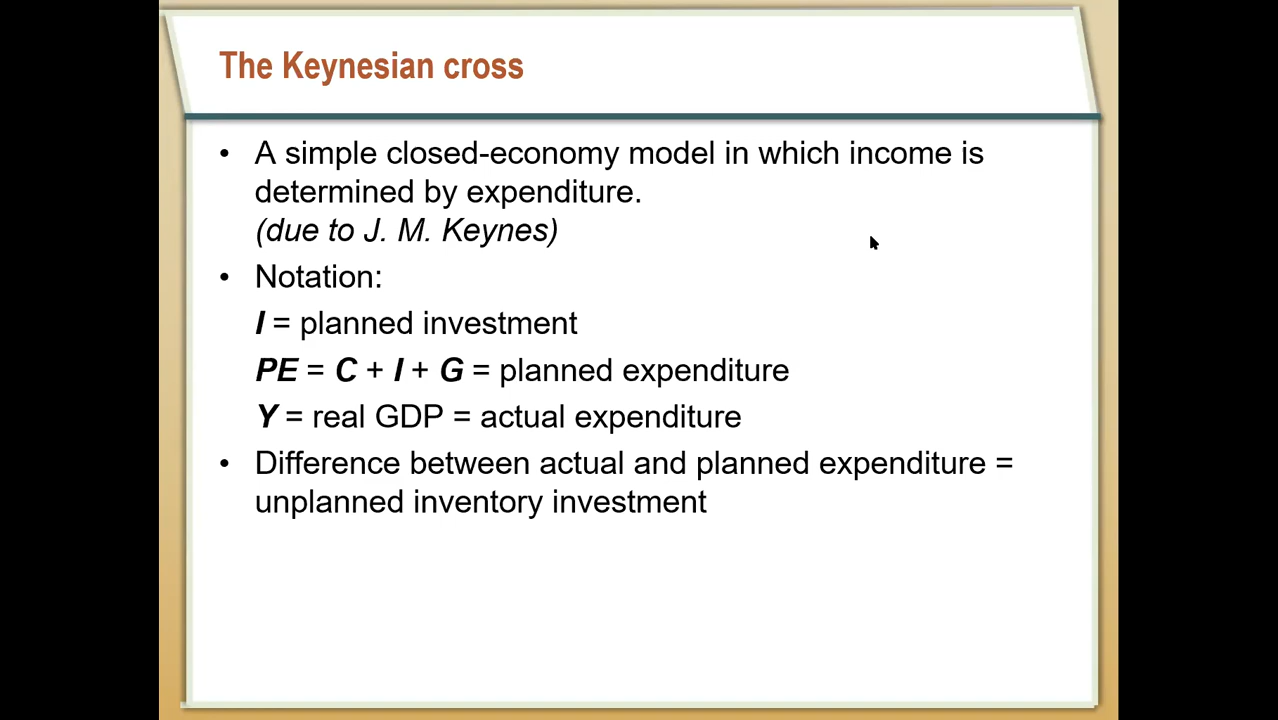 The Keynesian cross
• A simple closed-economy model in which income is
determined by expenditure.
(due to J. M. Keynes)
• Notation:
I = planned investment
PE = C + I + G = planned expenditure
Y = real GDP = actual expenditure
• Difference between actual and planned expenditure =
unplanned inventory investment